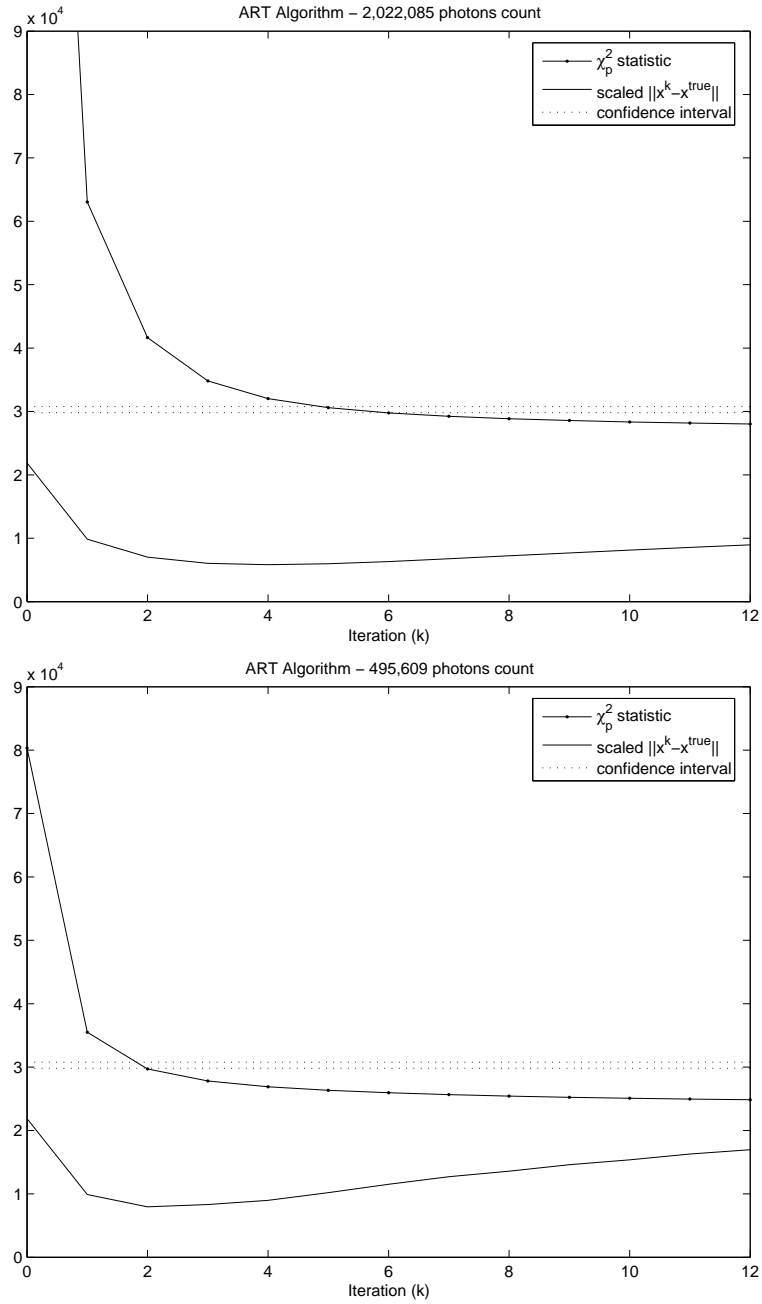 ART Algorithm − 2,022,085 photons count
x 10^4
9
8
7
6
5
4
3
2
1
0
χ_p^2 statistic
scaled ||x^k−x^true||
confidence interval
0 2 4 6 8 10 12
Iteration (k)
ART Algorithm − 495,609 photons count
x 10^4
9
8
7
6
5
4
3
2
1
0
χ_p^2 statistic
scaled ||x^k−x^true||
confidence interval
0 2 4 6 8 10 12
Iteration (k)